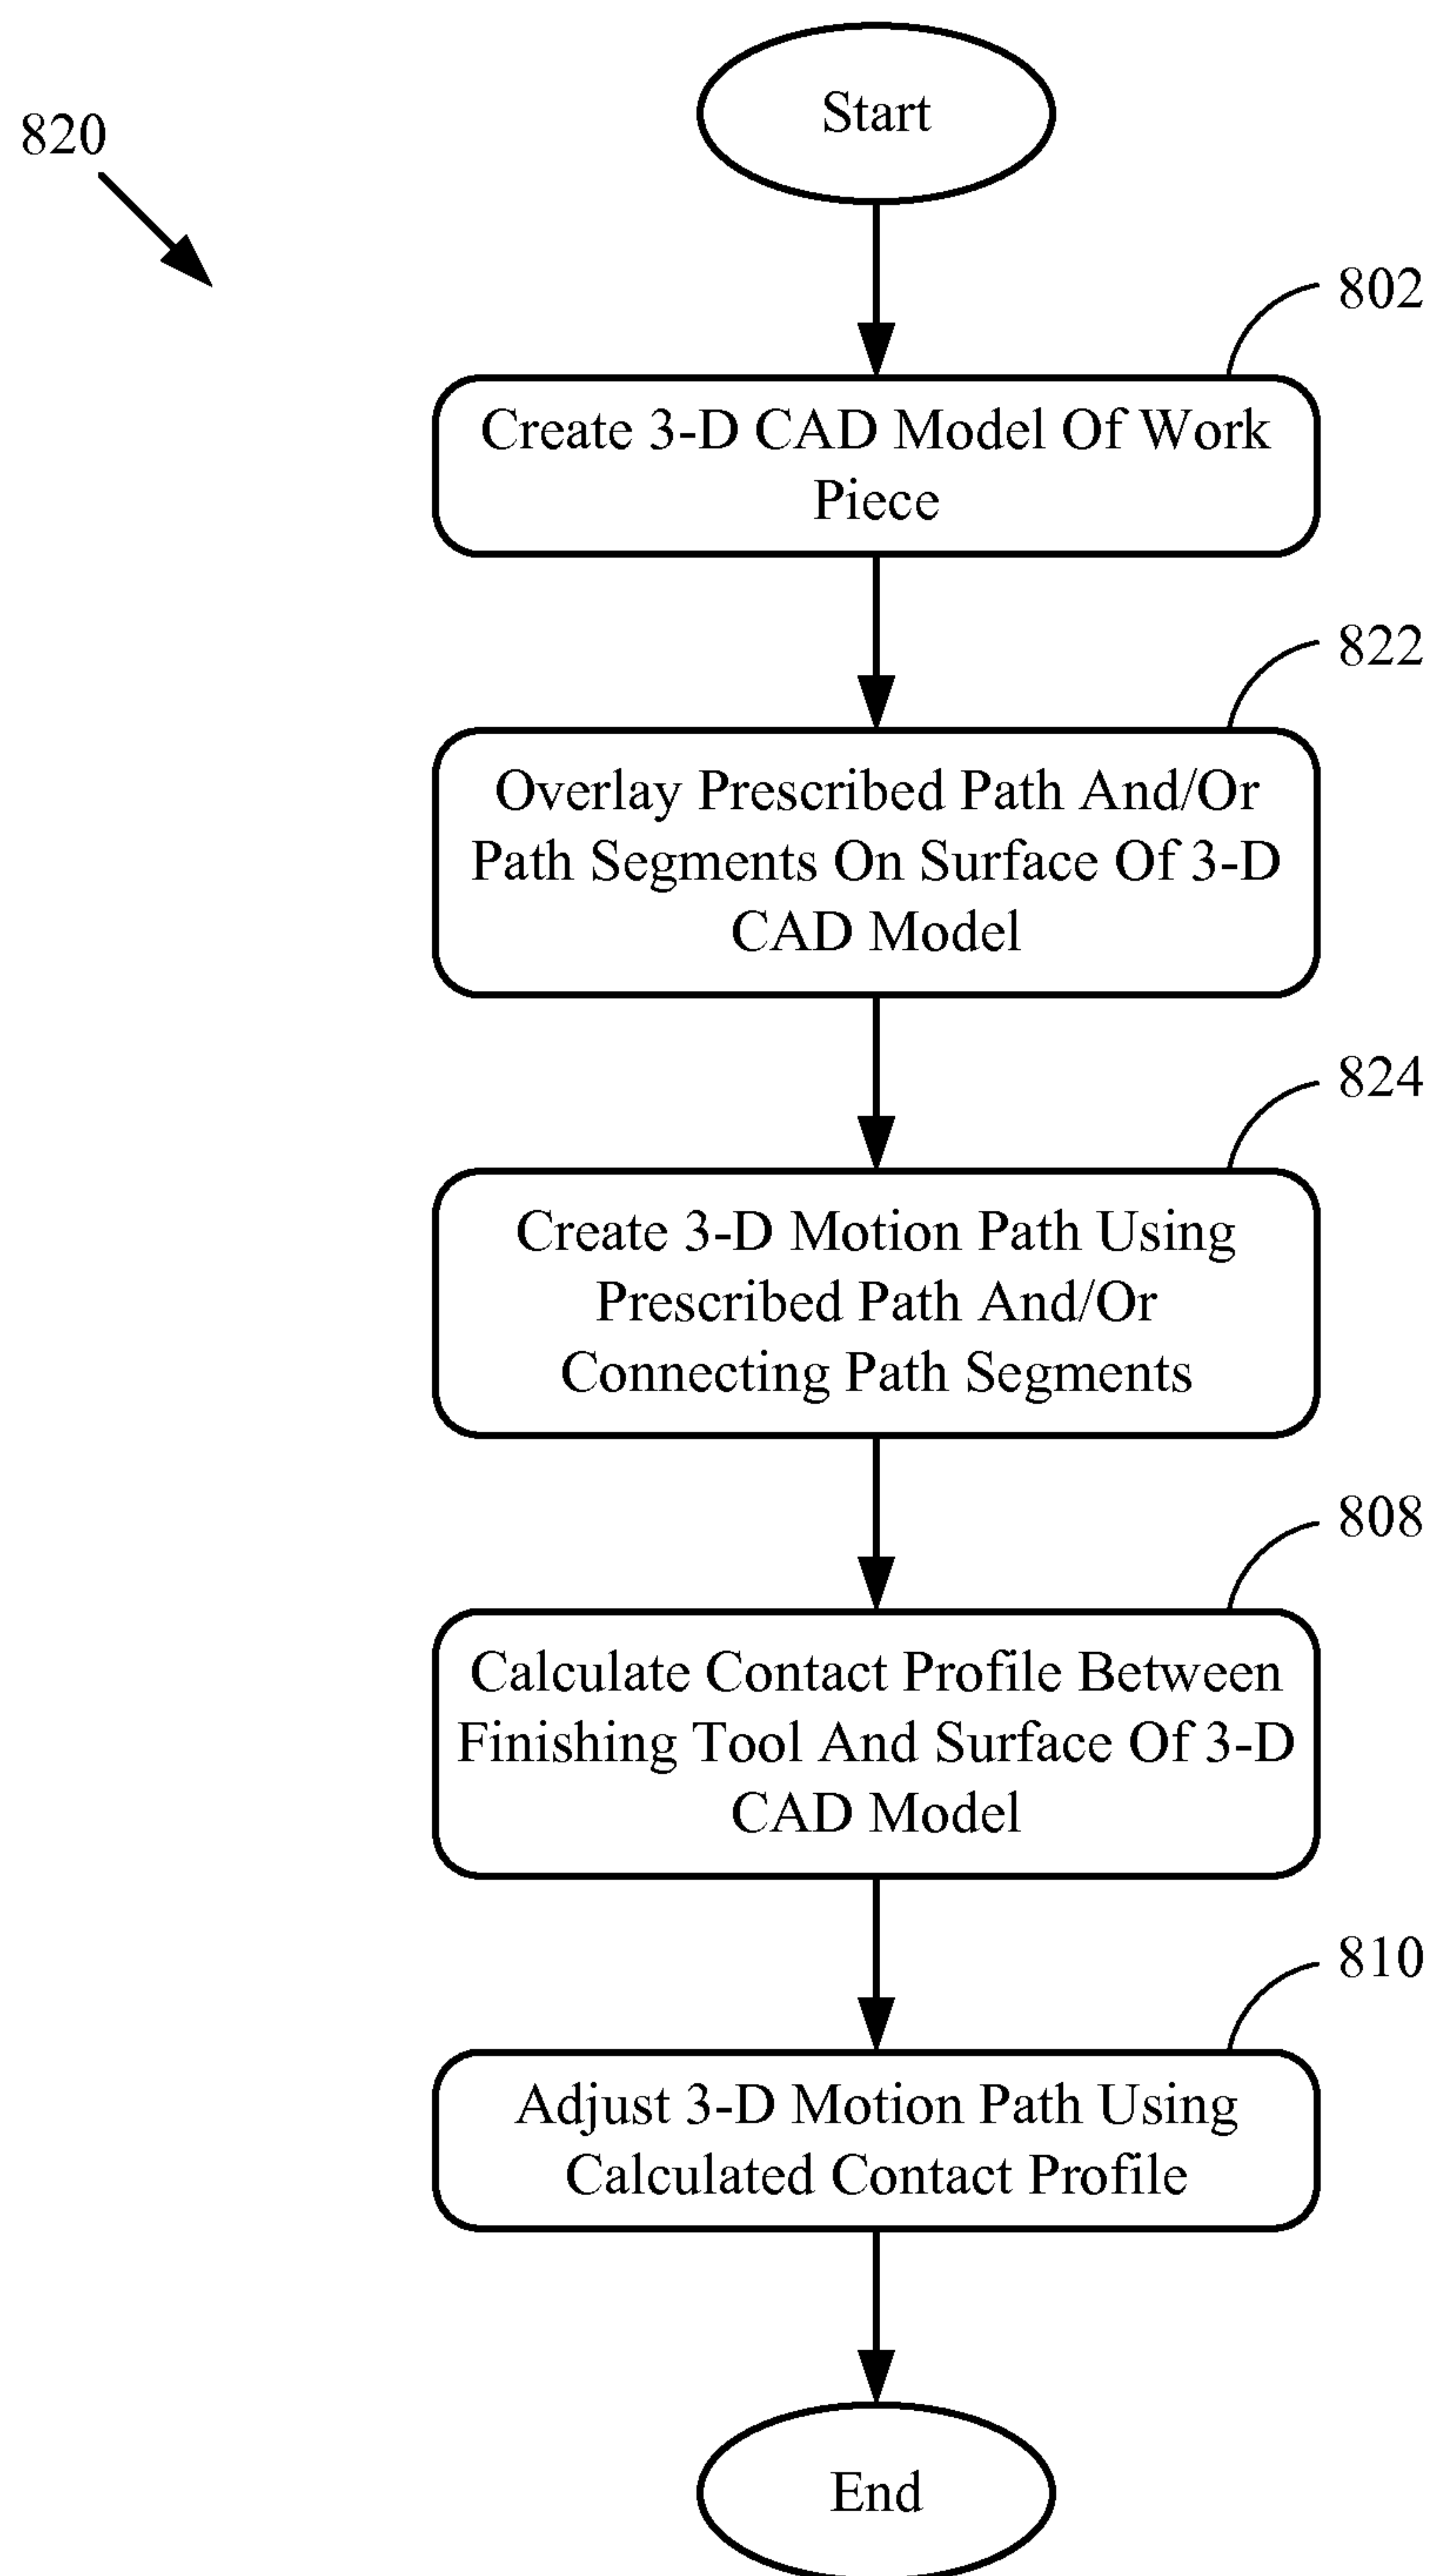 Start
820
802
Create 3-D CAD Model Of Work
Piece
822
Overlay Prescribed Path And/Or
Path Segments On Surface Of 3-D
CAD Model
824
Create 3-D Motion Path Using
Prescribed Path And/Or
Connecting Path Segments
808
Calculate Contact Profile Between
Finishing Tool And Surface Of 3-D
CAD Model
810
Adjust 3-D Motion Path Using
Calculated Contact Profile
End